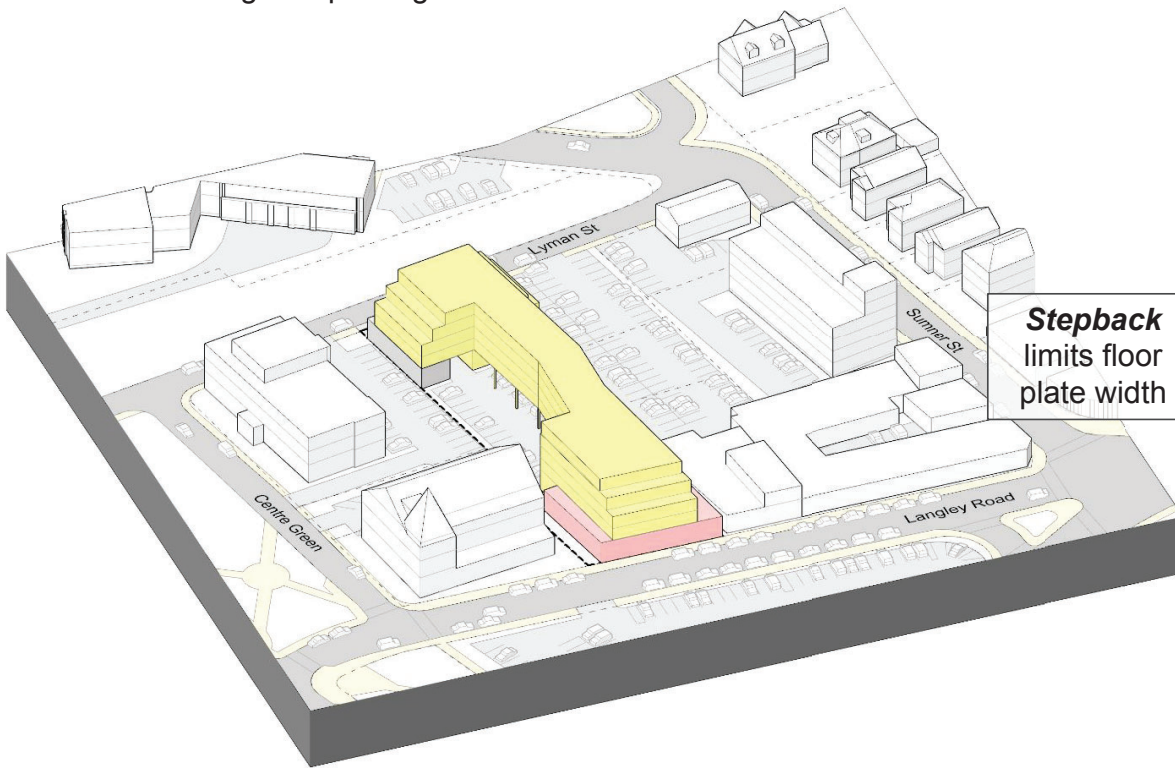 Lyman St
Sumner St
Stepback
limits floor
plate width
Centre Green
Langley Road